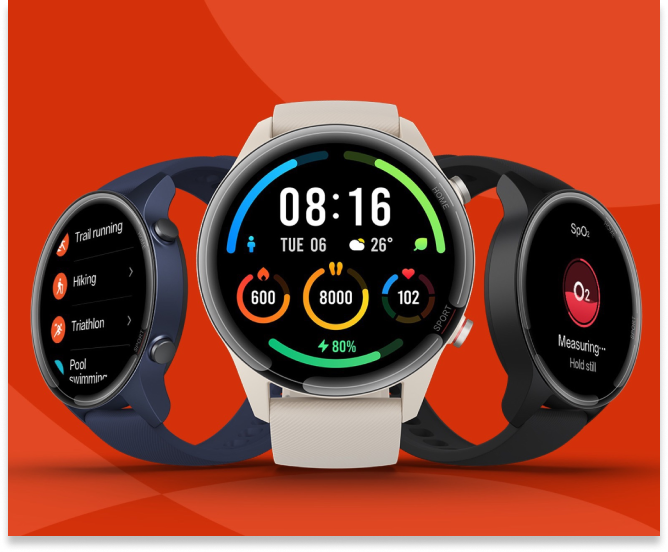 Trail running
Hiking
Triathlon
Pool
swimming
08:16
TUE 06
26°
600
8000
102
80%
HOME
SPORT
SpO₂
O₂
Measuring···
Hold still